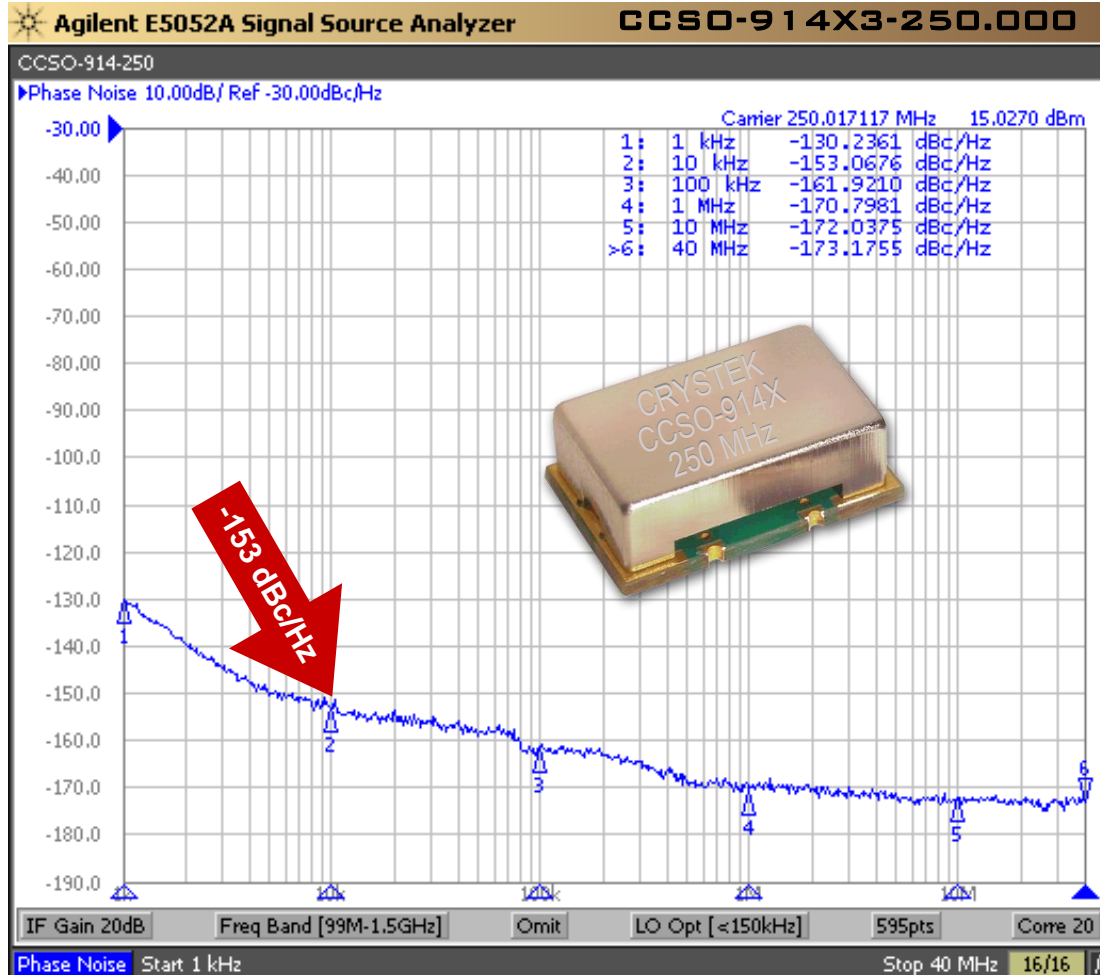 Agilent E5052A Signal Source Analyzer
CCSO-914X3-250.000
CCSO-914-250
Phase Noise 10.00dB/ Ref -30.00dBc/Hz
Carrier 250.017117 MHz 15.0270 dBm
1: 1 kHz -130.2361 dBc/Hz
2: 10 kHz -153.0676 dBc/Hz
3: 100 kHz -161.9210 dBc/Hz
4: 1 MHz -170.7981 dBc/Hz
5: 10 MHz -172.0375 dBc/Hz
>6: 40 MHz -173.1755 dBc/Hz
-30.00
-40.00
-50.00
-60.00
-70.00
-80.00
-90.00
-100.0
-110.0
-120.0
-130.0
-140.0
-150.0
-160.0
-170.0
-180.0
-190.0
CRYSTEK
CCSO-914X
250 MHz
-153 dBc/Hz
1
2
3
4
5
6
1k
10k
100k
1M
10M
IF Gain 20dB
Freq Band [99M-1.5GHz]
Omit
LO Opt [<150kHz]
595pts
Corre 20
Phase Noise Start 1 kHz
Stop 40 MHz 16/16